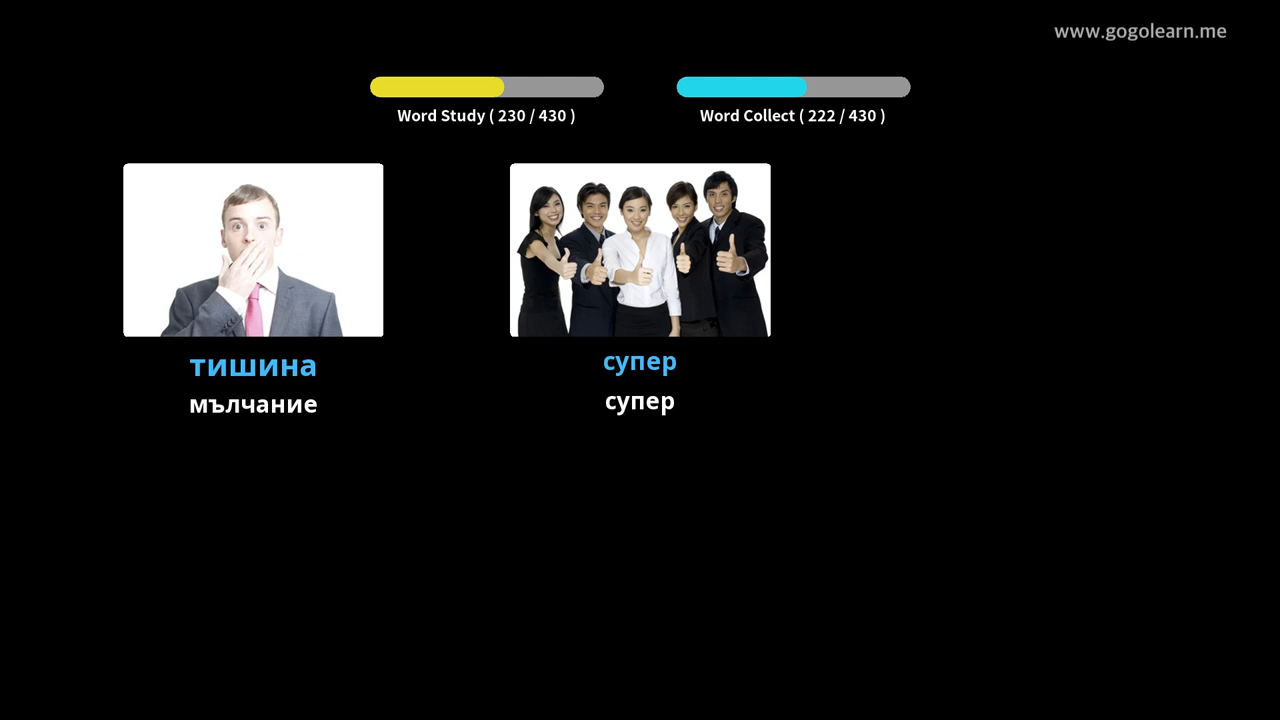 www.gogolearn.me
Word Study ( 230 / 430 )
Word Collect ( 222 / 430 )
тишина
мълчание
супер
супер